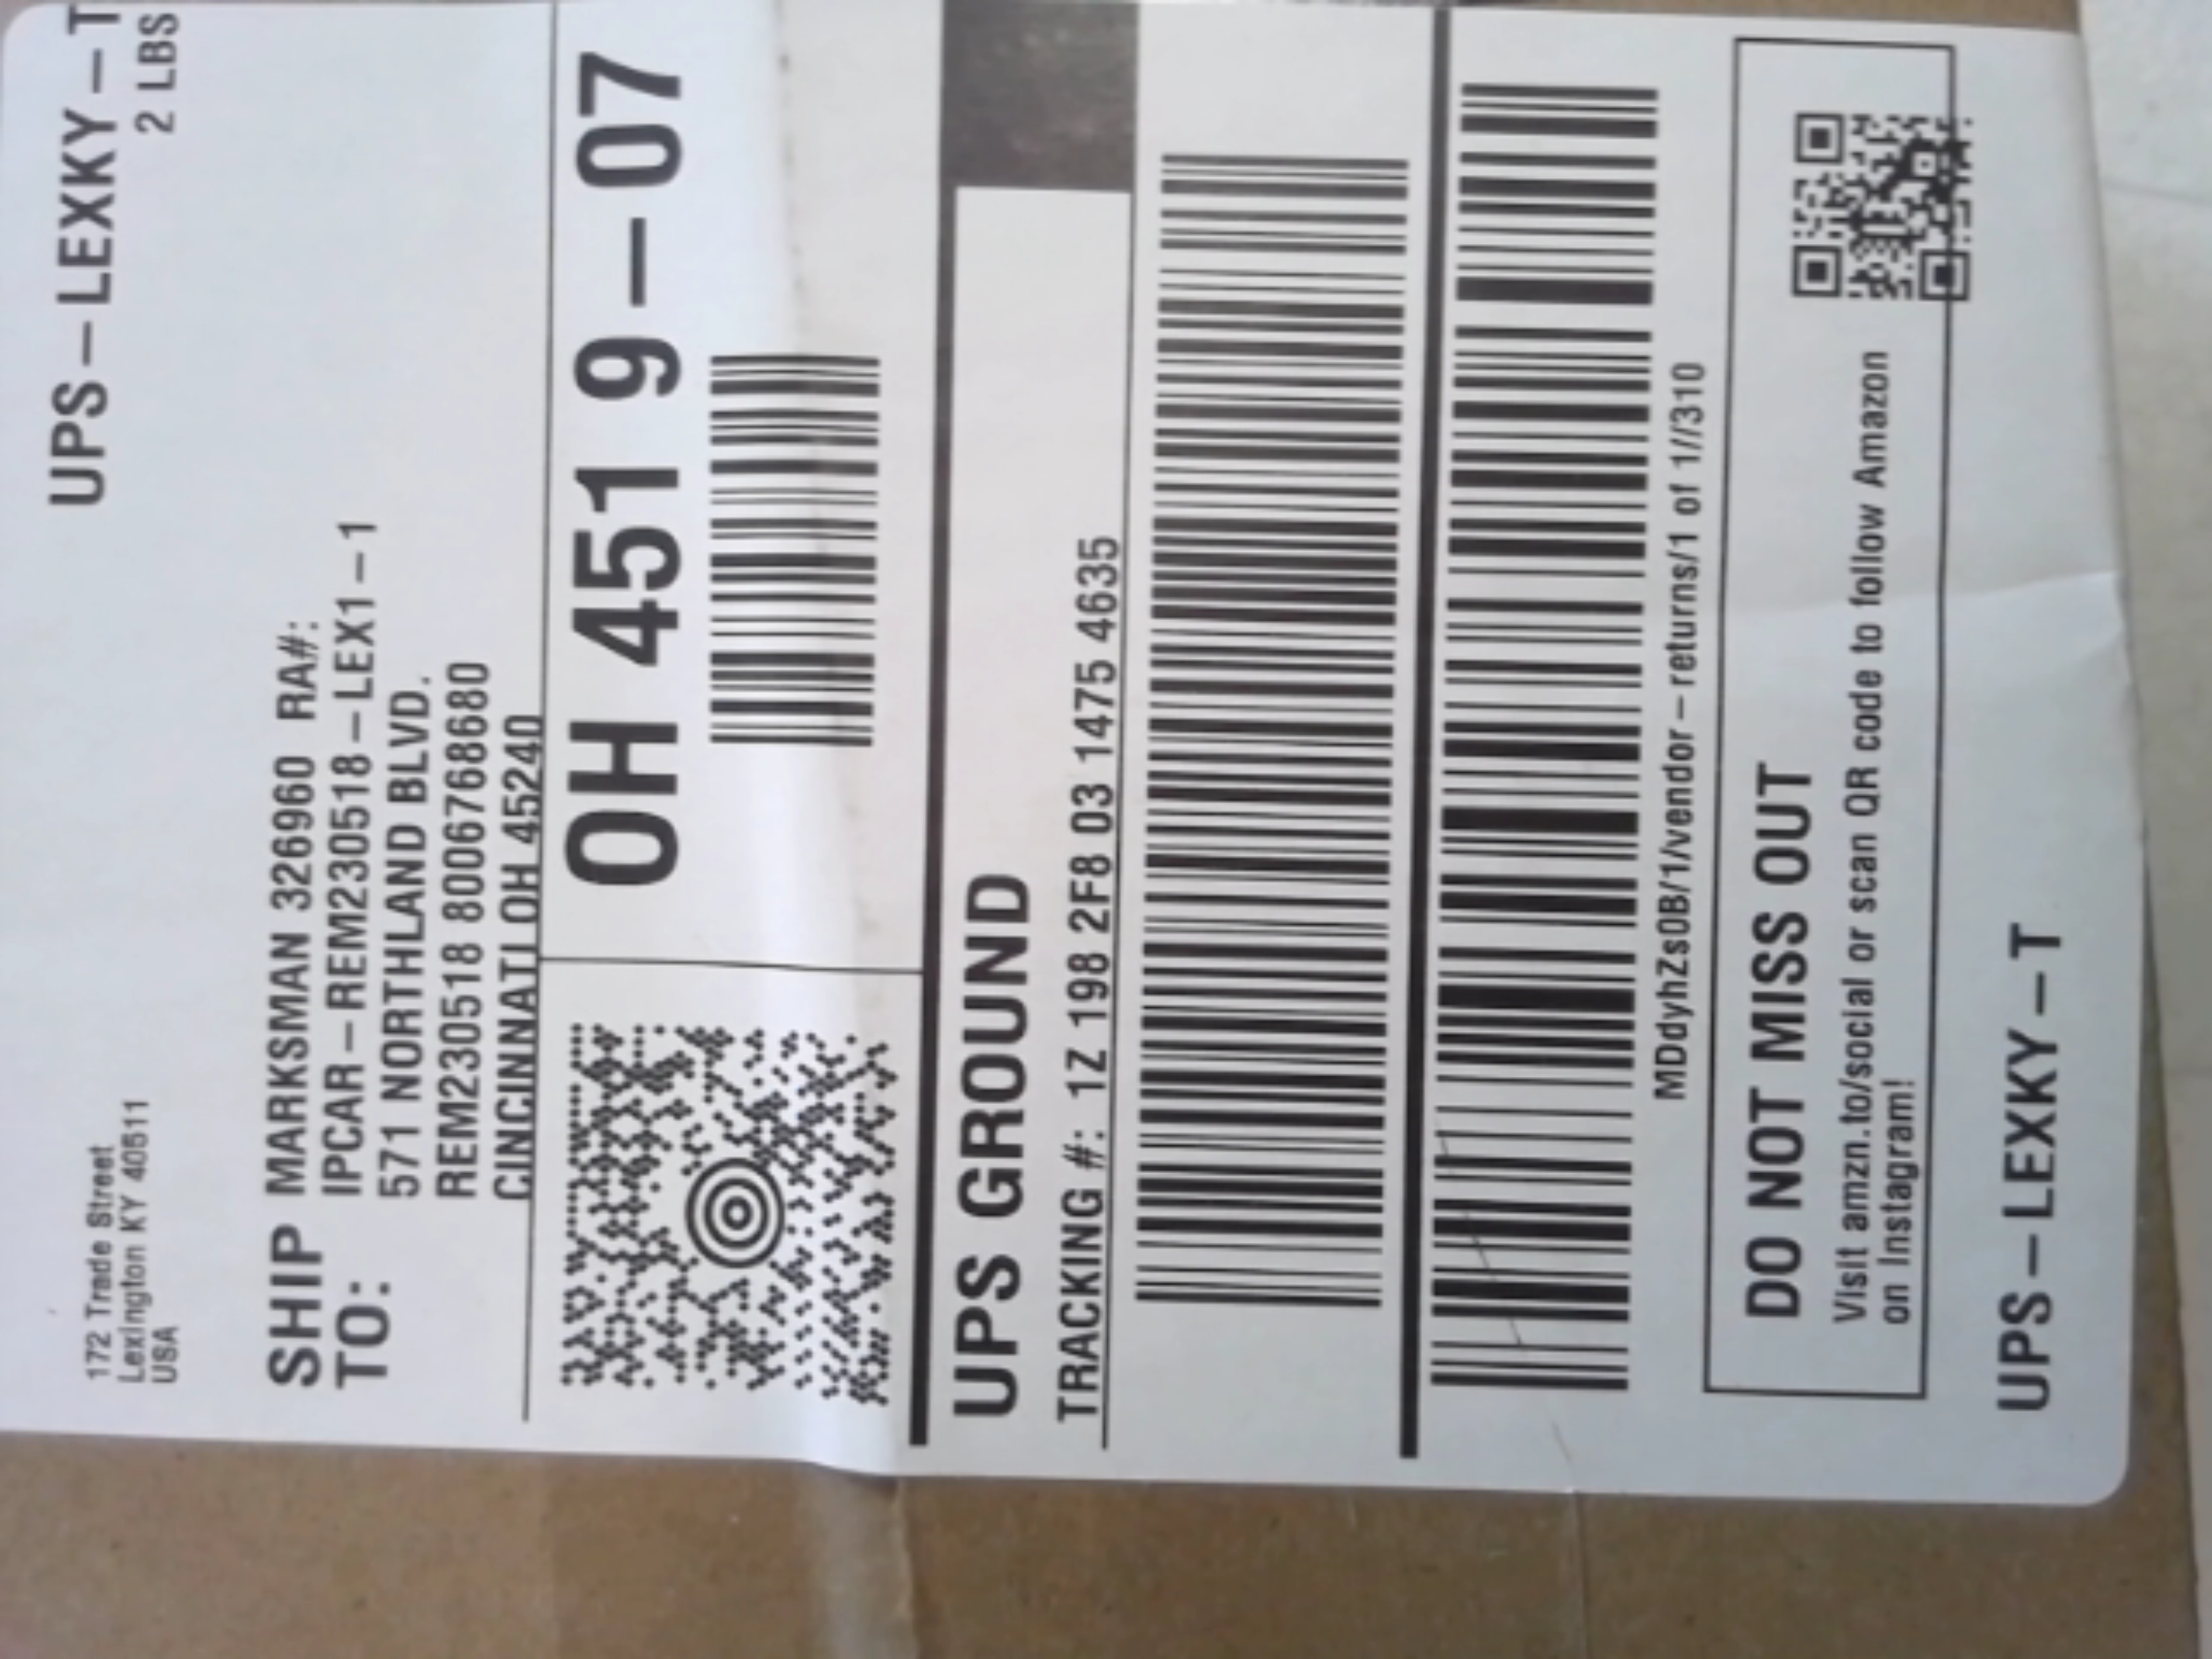 UPS-LEXKY-T
2 LBS
172 Trade Street
Lexington KY 40511
USA
SHIP TO:
MARKSMAN 326960 RA#:
IPCAR-REM230518-LEX1-1
571 NORTHLAND BLVD.
REM230518 8006768680
CINCINNATI OH 45240
OH 451 9-07
UPS GROUND
TRACKING #: 1Z 198 2F8 03 1475 4635
MDdyhZs0B/1/vendor-returns/1 of 1//310
DO NOT MISS OUT
Visit amzn.to/social or scan QR code to follow Amazon
on Instagram!
UPS-LEXKY-T